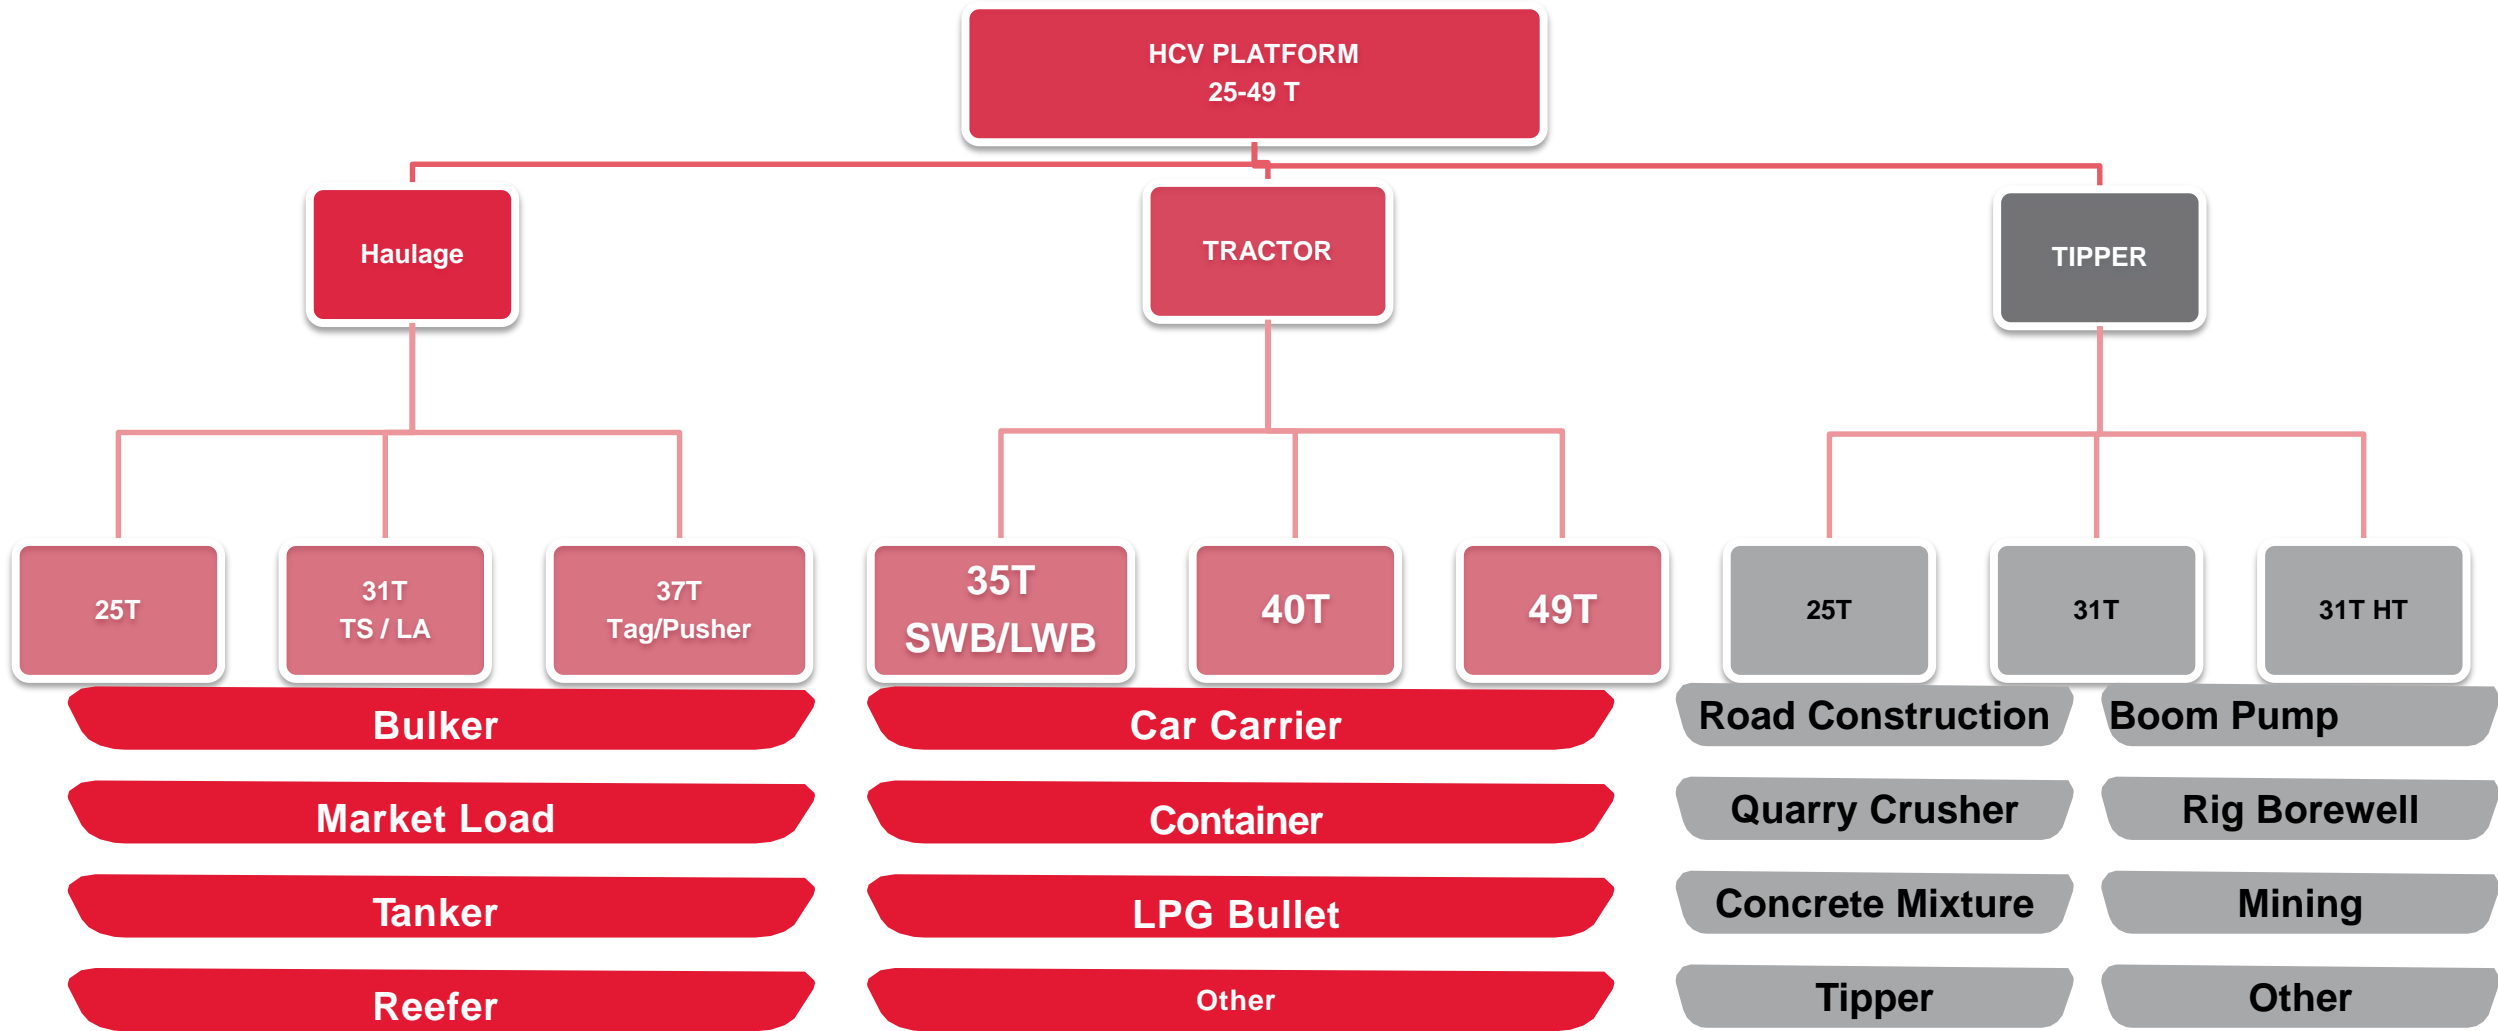 HCV PLATFORM
25-49 T
Haulage
TRACTOR
TIPPER
25T
31T
TS / LA
37T
Tag/Pusher
35T
SWB/LWB
40T
49T
25T
31T
31T HT
Bulker
Market Load
Tanker
Reefer
Car Carrier
Container
LPG Bullet
Other
Road Construction
Quarry Crusher
Concrete Mixture
Tipper
Boom Pump
Rig Borewell
Mining
Other